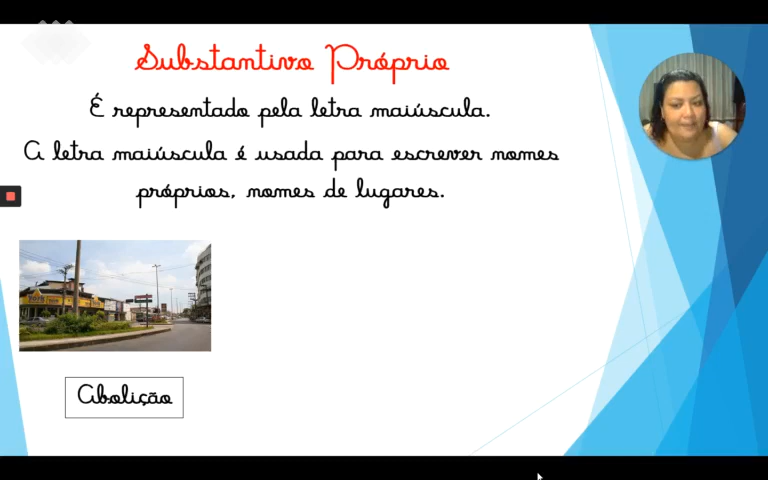 Substantivo Próprio
É representado pela letra maiúscula.
A letra maiúscula é usada para escrever nomes
próprios, nomes de lugares.
Abolição